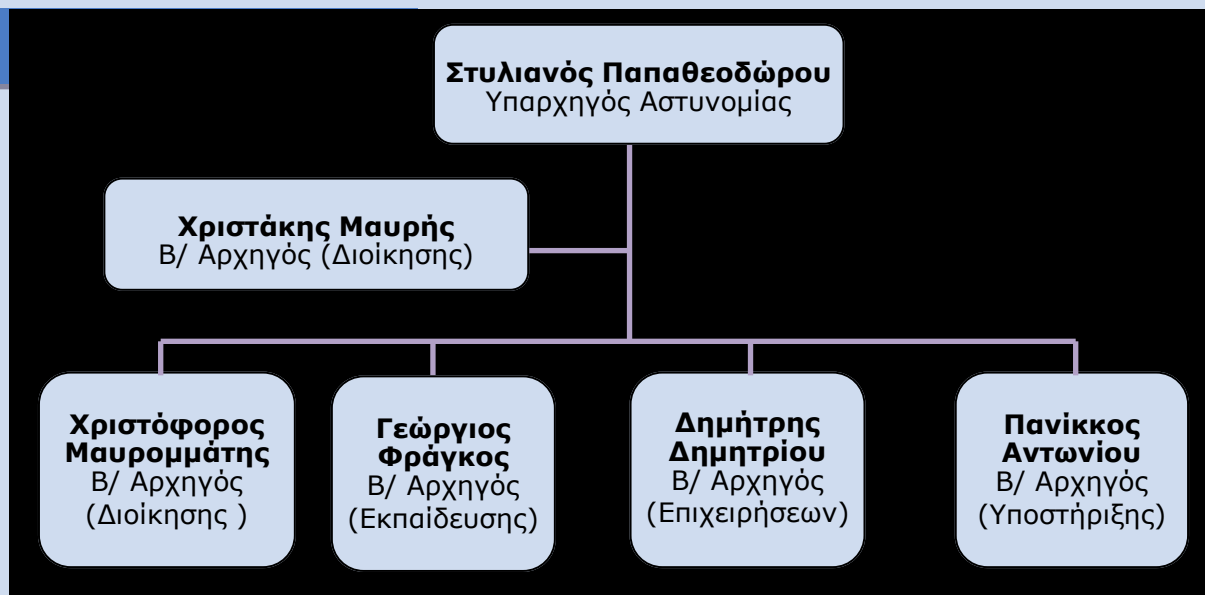 Στυλιανός Παπαθεοδώρου
Υπαρχηγός Αστυνομίας
Χριστάκης Μαυρής
Β/ Αρχηγός (Διοίκησης)
Χριστόφορος
Μαυρομμάτης
Β/ Αρχηγός
(Διοίκησης )
Γεώργιος
Φράγκος
Β/ Αρχηγός
(Εκπαίδευσης)
Δημήτρης
Δημητρίου
Β/ Αρχηγός
(Επιχειρήσεων)
Πανίκκος
Αντωνίου
Β/ Αρχηγός
(Υποστήριξης)